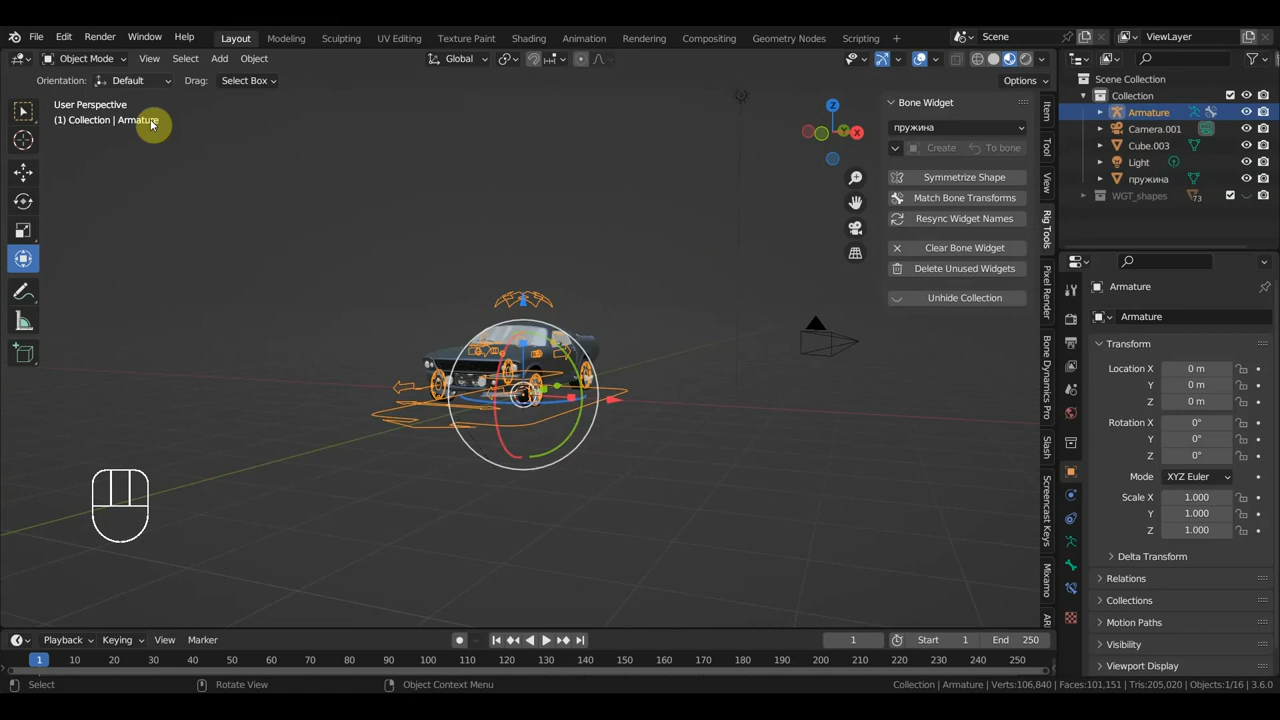 File Edit Render Window Help Layout Modeling Sculpting UV Editing Texture Paint Shading Animation Rendering Compositing Geometry Nodes Scripting + Scene ViewLayer
Object Mode View Select Add Object Global Options
Orientation: Default Drag: Select Box
User Perspective
(1) Collection | Armature
Z
Y
X
Bone Widget
пружина
Create To bone
Symmetrize Shape
Match Bone Transforms
Resync Widget Names
Clear Bone Widget
Delete Unused Widgets
Unhide Collection
Item
Tool
View
Rig Tools
Pixel Render
Bone Dynamics Pro
Slash
Screencast Keys
Mixamo
Scene Collection
Collection
Armature
Camera.001
Cube.003
Light
пружина
WGT_shapes 73
Armature
Armature
Transform
Location X 0 m
Y 0 m
Z 0 m
Rotation X 0°
Y 0°
Z 0°
Mode XYZ Euler
Scale X 1.000
Y 1.000
Z 1.000
Delta Transform
Relations
Collections
Motion Paths
Visibility
Viewport Display
Playback Keying View Marker 1 Start 1 End 250
1 10 20 30 40 50 60 70 80 90 100 110 120 130 140 150 160 170 180 190 200 210 220 230 240 250
Select Rotate View Object Context Menu Collection | Armature | Verts:106,840 | Faces:101,151 | Tris:205,020 | Objects:1/16 | 3.6.0